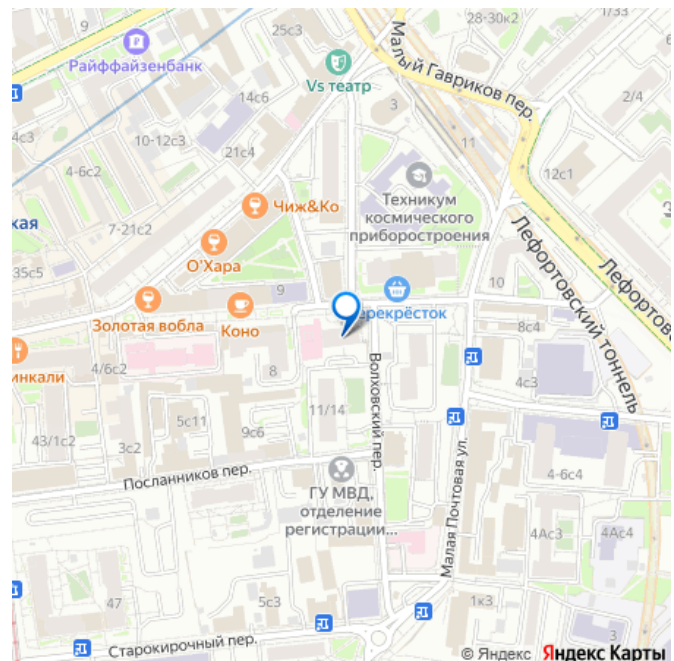 28-30к2
1/33
9
25с3
Райффайзенбанк
Малый Гавриков пер.
6
Vs театр
14с6
3
2/4
4с3
10-12с3
21с4
11
4-6с2
12с1
Техникум
космического
приборостроения
Чиж&Ко
кая
7-21с2
О'Хара
Лефортовский тоннель
Лефортово
35с5
9
10
Золотая вобла
Коно
ерекрёсток
8с4
инкали
4/6с2
8
4с3
Волховский пер.
5с11
11/14
43/1с2
3с2
9с6
Посланников пер.
Малая Почтовая ул.
ГУ МВД,
отделение
регистрации...
4-6с4
4Ас3
4Ас4
47
5с3
1к3
3
Старокирочный пер.
© Яндекс Яндекс Карты